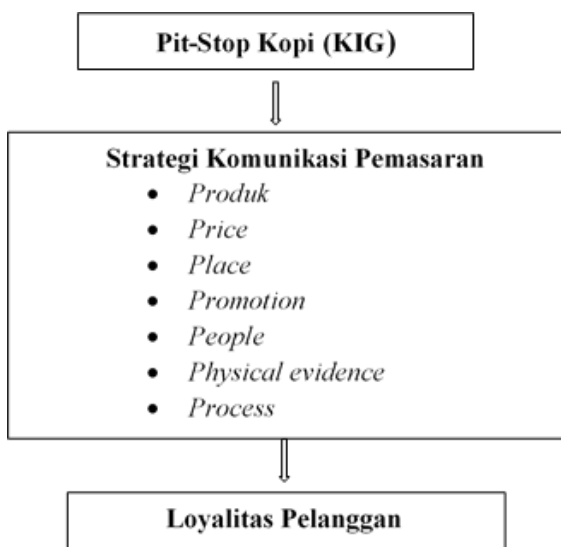 Pit-Stop Kopi (KIG)
Strategi Komunikasi Pemasaran
• Produk
• Price
• Place
• Promotion
• People
• Physical evidence
• Process
Loyalitas Pelanggan